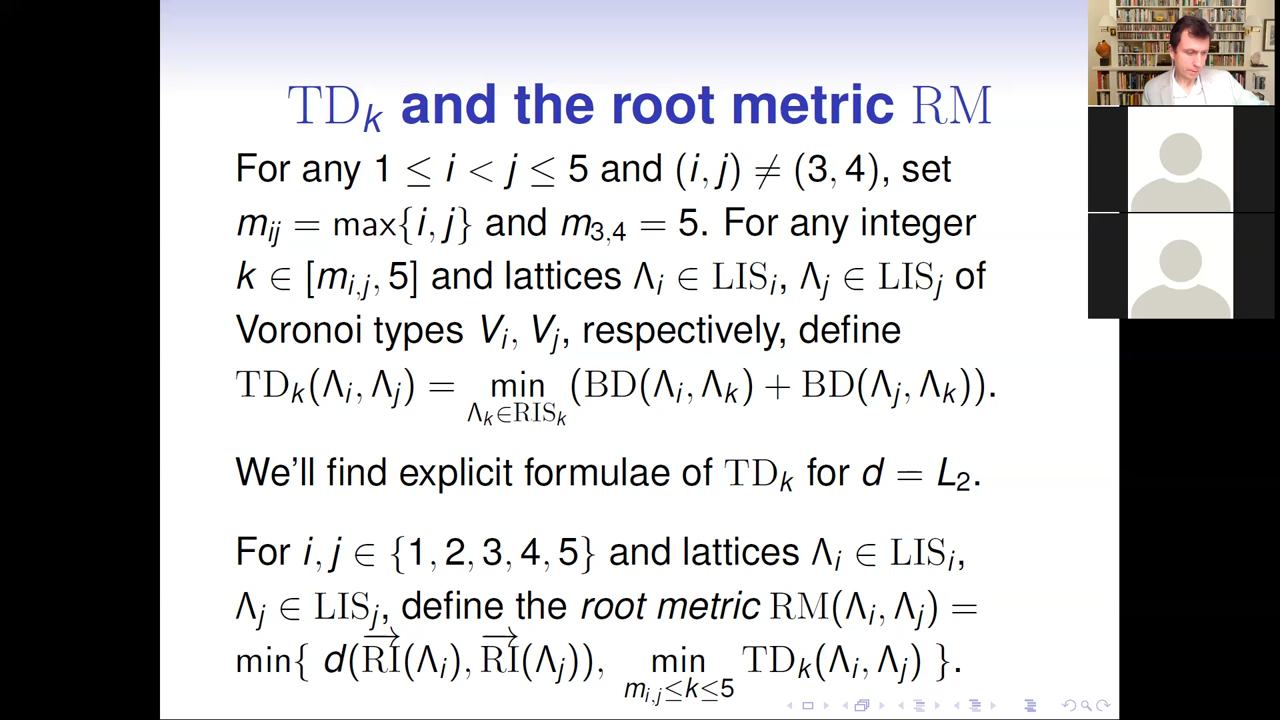 TD_k and the root metric RM
For any 1 ≤ i < j ≤ 5 and (i, j) ≠ (3, 4), set
m_ij = max{i, j} and m_3,4 = 5. For any integer
k ∈ [m_i,j, 5] and lattices Λ_i ∈ LIS_i, Λ_j ∈ LIS_j of
Voronoi types V_i, V_j, respectively, define
TD_k(Λ_i, Λ_j) = min_{Λ_k∈RIS_k} (BD(Λ_i, Λ_k) + BD(Λ_j, Λ_k)).
We'll find explicit formulae of TD_k for d = L_2.
For i, j ∈ {1, 2, 3, 4, 5} and lattices Λ_i ∈ LIS_i,
Λ_j ∈ LIS_j, define the root metric RM(Λ_i, Λ_j) =
min{ d(\overrightarrow{RI}(Λ_i), \overrightarrow{RI}(Λ_j)), min_{m_i,j≤k≤5} TD_k(Λ_i, Λ_j) }.